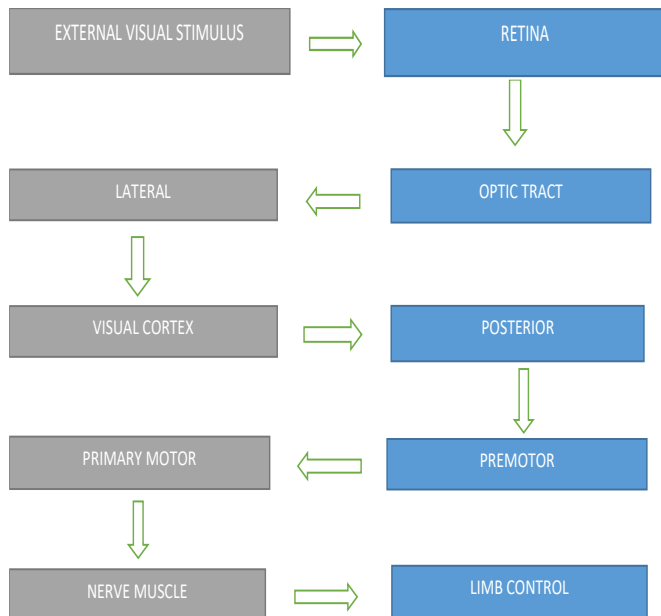 EXTERNAL VISUAL STIMULUS
RETINA
OPTIC TRACT
LATERAL
VISUAL CORTEX
POSTERIOR
PREMOTOR
PRIMARY MOTOR
NERVE MUSCLE
LIMB CONTROL